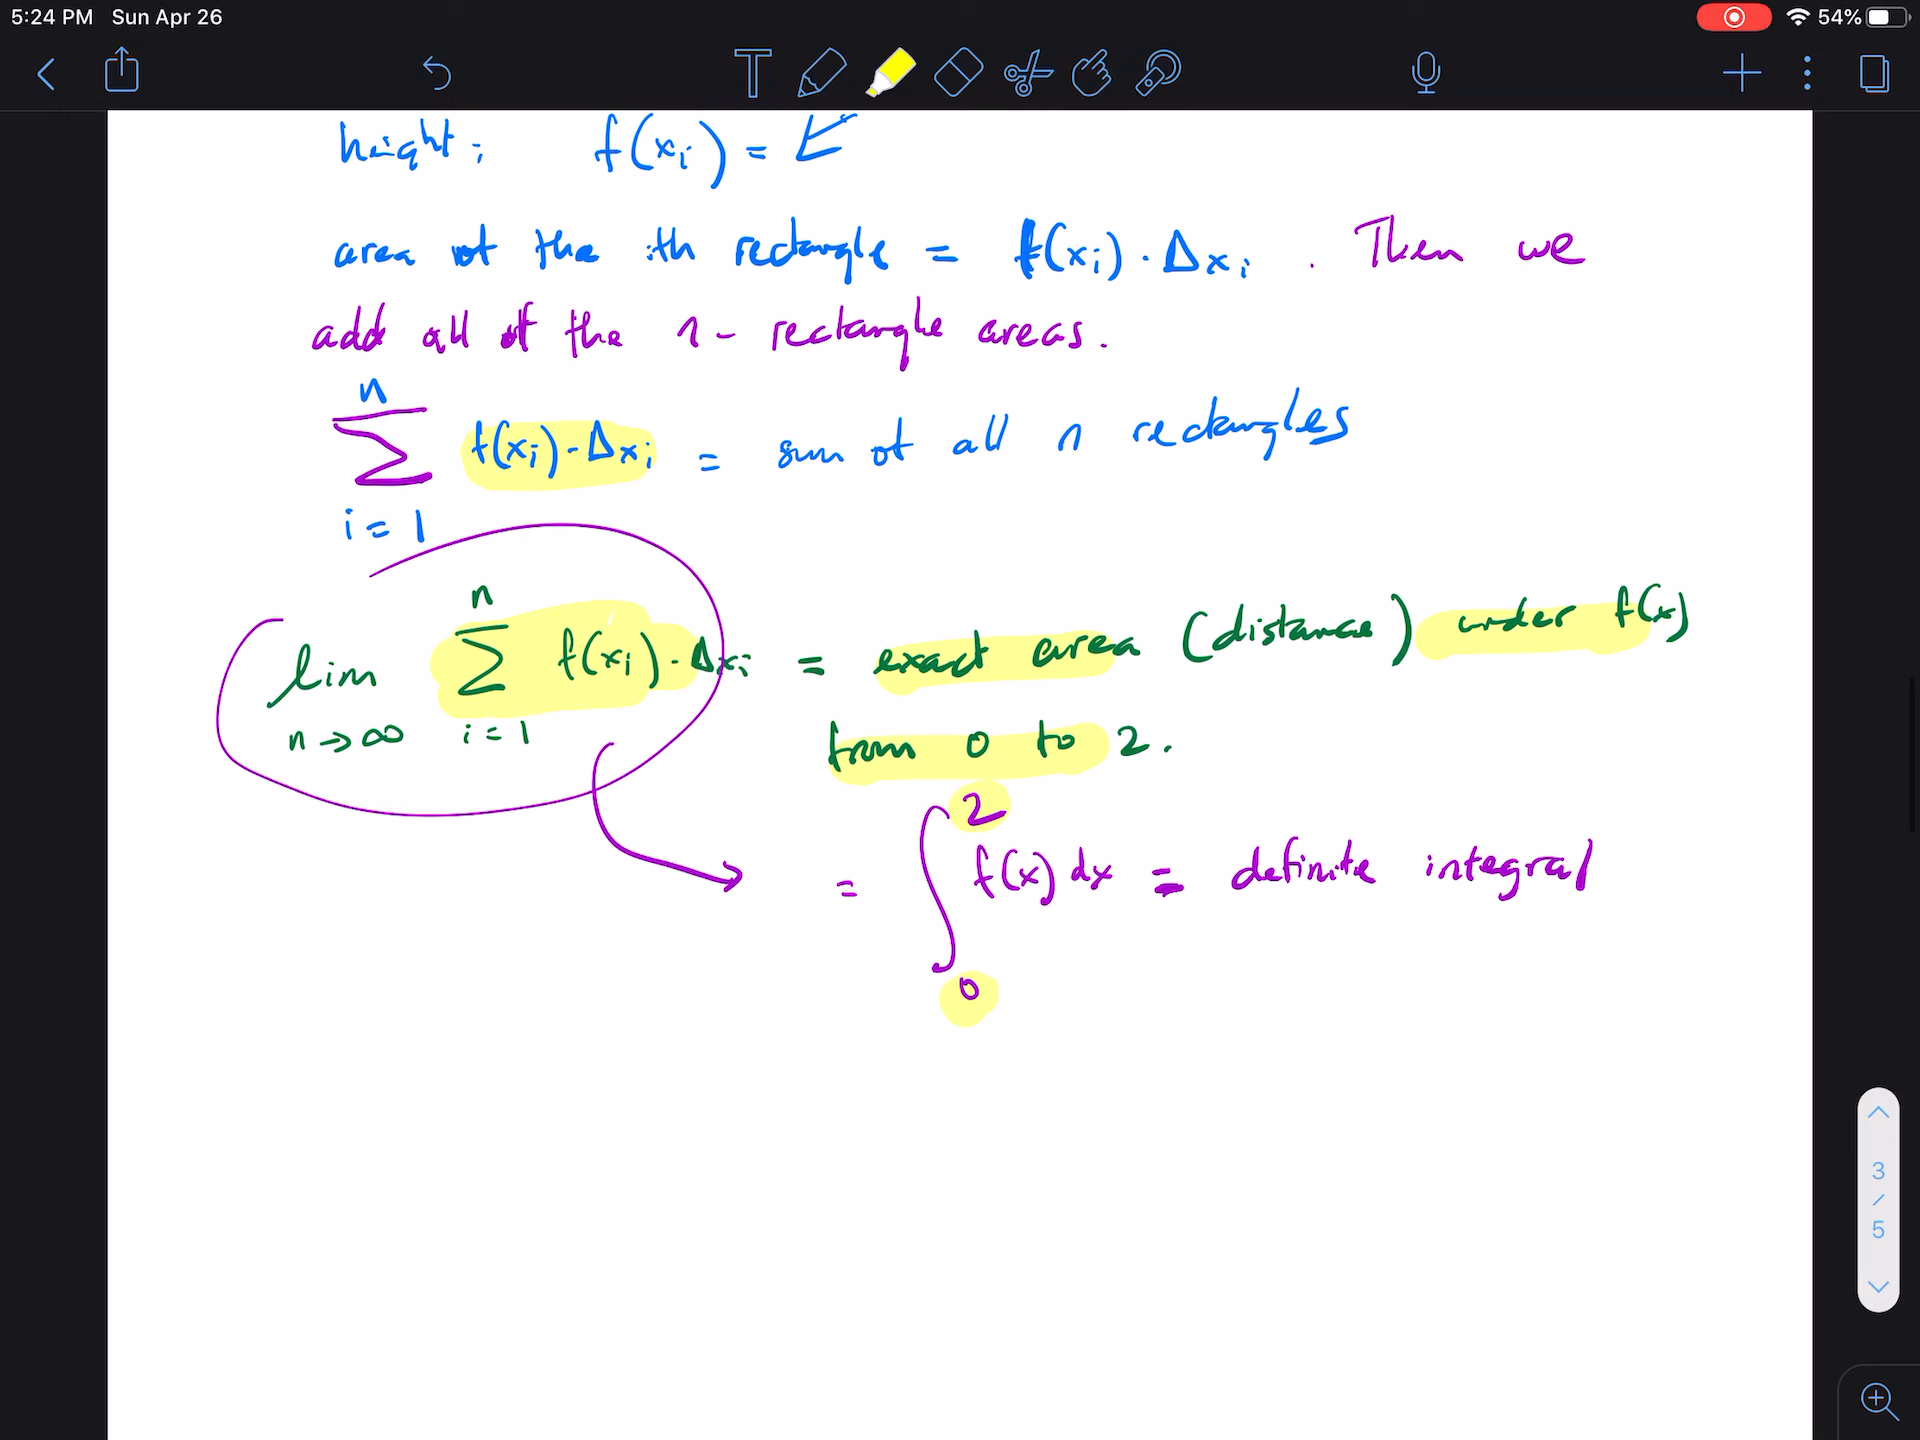 5:24 PM Sun Apr 26
54%
height: f(xᵢ) =
area of the ith rectangle = f(xᵢ) · Δxᵢ . Then we
add all of the n - rectangle areas.
n
∑ f(xᵢ) · Δxᵢ = sum of all n rectangles
i = 1
n
lim ∑ f(xᵢ) · Δxᵢ = exact area (distance) under f(x)
n → ∞ i = 1 from 0 to 2.
2
= ∫ f(x) dx = definite integral
0
3
/
5